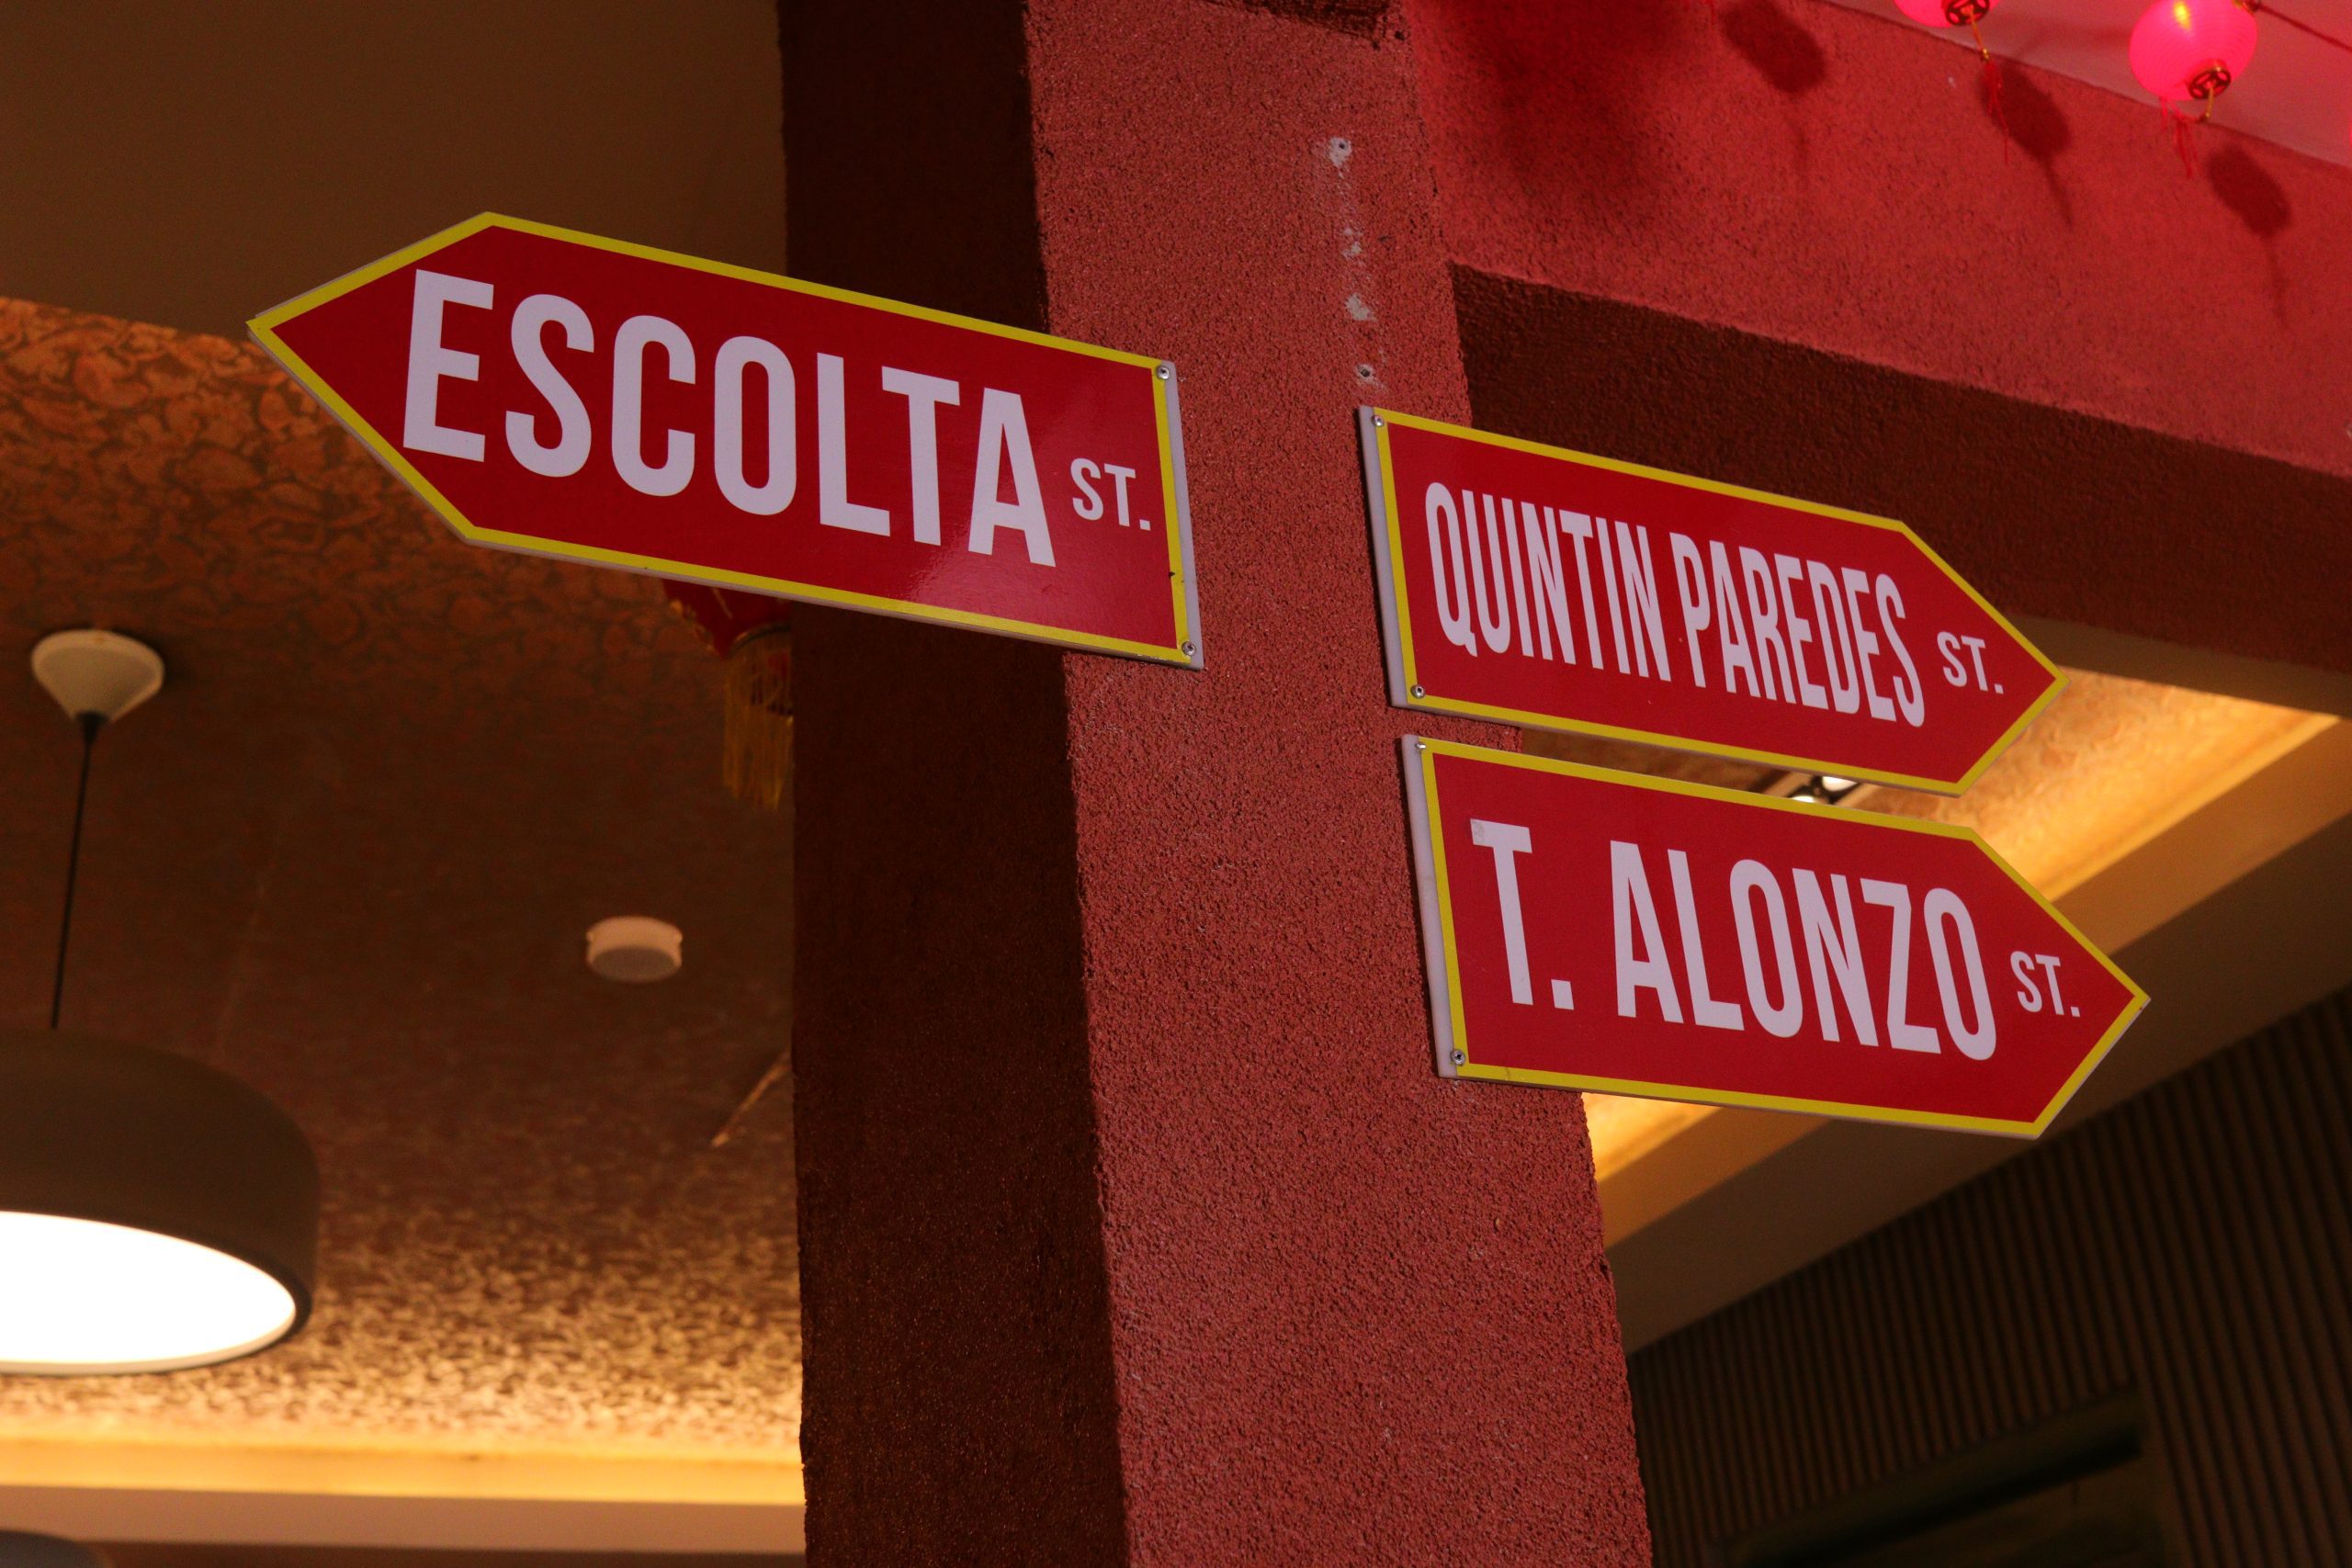 ESCOLTA ST.
QUINTIN PAREDES ST.
T. ALONZO ST.